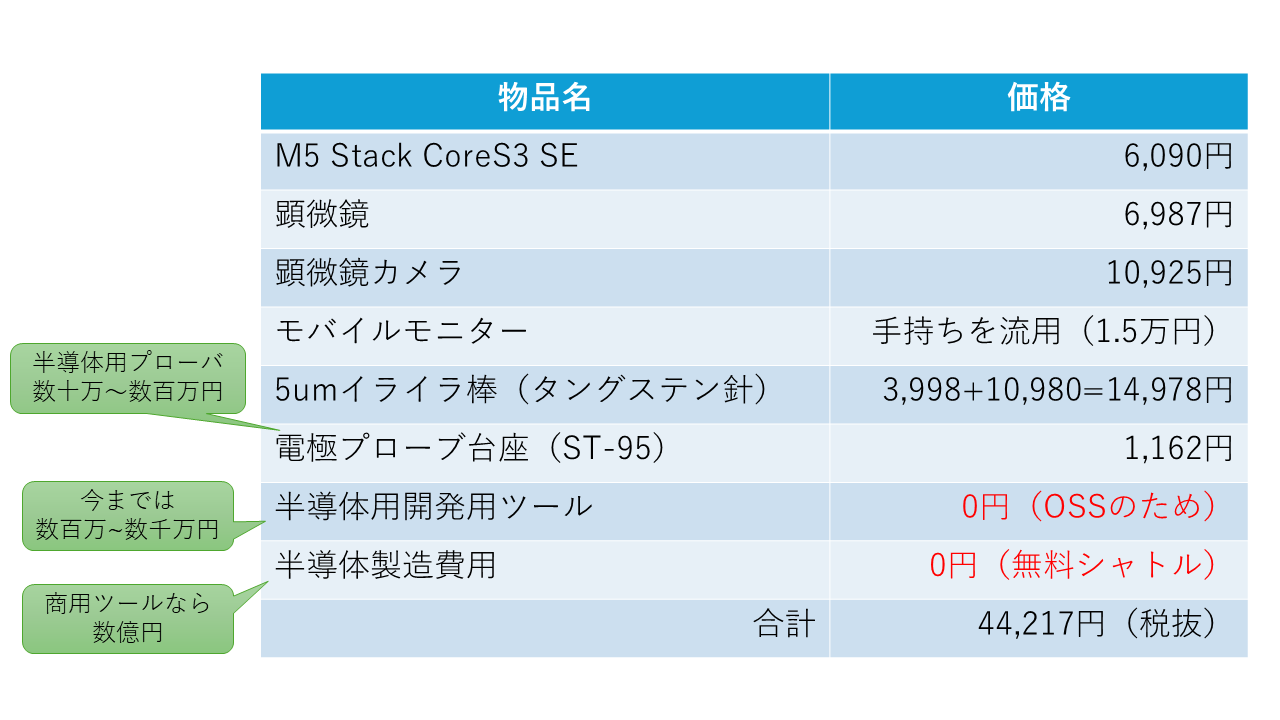 物品名 価格
M5 Stack CoreS3 SE 6,090円
顕微鏡 6,987円
顕微鏡カメラ 10,925円
モバイルモニター 手持ちを流用（1.5万円）
半導体用プローバ
数十万～数百万円
5umイライラ棒（タングステン針） 3,998+10,980=14,978円
電極プローブ台座（ST-95） 1,162円
今までは
数百万~数千万円
半導体用開発用ツール 0円（OSSのため）
半導体製造費用 0円（無料シャトル）
商用ツールなら
数億円
合計 44,217円（税抜）